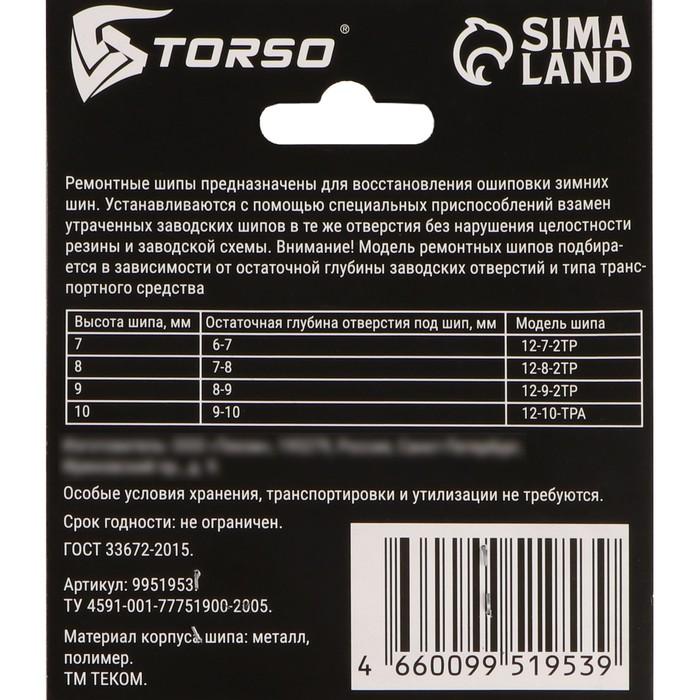 TORSO®
SIMA
LAND
Ремонтные шипы предназначены для восстановления ошиповки зимних
шин. Устанавливаются с помощью специальных приспособлений взамен
утраченных заводских шипов в те же отверстия без нарушения целостности
резины и заводской схемы. Внимание! Модель ремонтных шипов подбира-
ется в зависимости от остаточной глубины заводских отверстий и типа транс-
портного средства
Высота шипа, мм Остаточная глубина отверстия под шип, мм Модель шипа
7 6-7 12-7-2TP
8 7-8 12-8-2TP
9 8-9 12-9-2TP
10 9-10 12-10-TPA
Особые условия хранения, транспортировки и утилизации не требуются.
Срок годности: не ограничен.
ГОСТ 33672-2015.
Артикул: 9951953
ТУ 4591-001-77751900-2005.
Материал корпуса шипа: металл,
полимер.
ТМ ТЕКОМ.
4 660099 519539